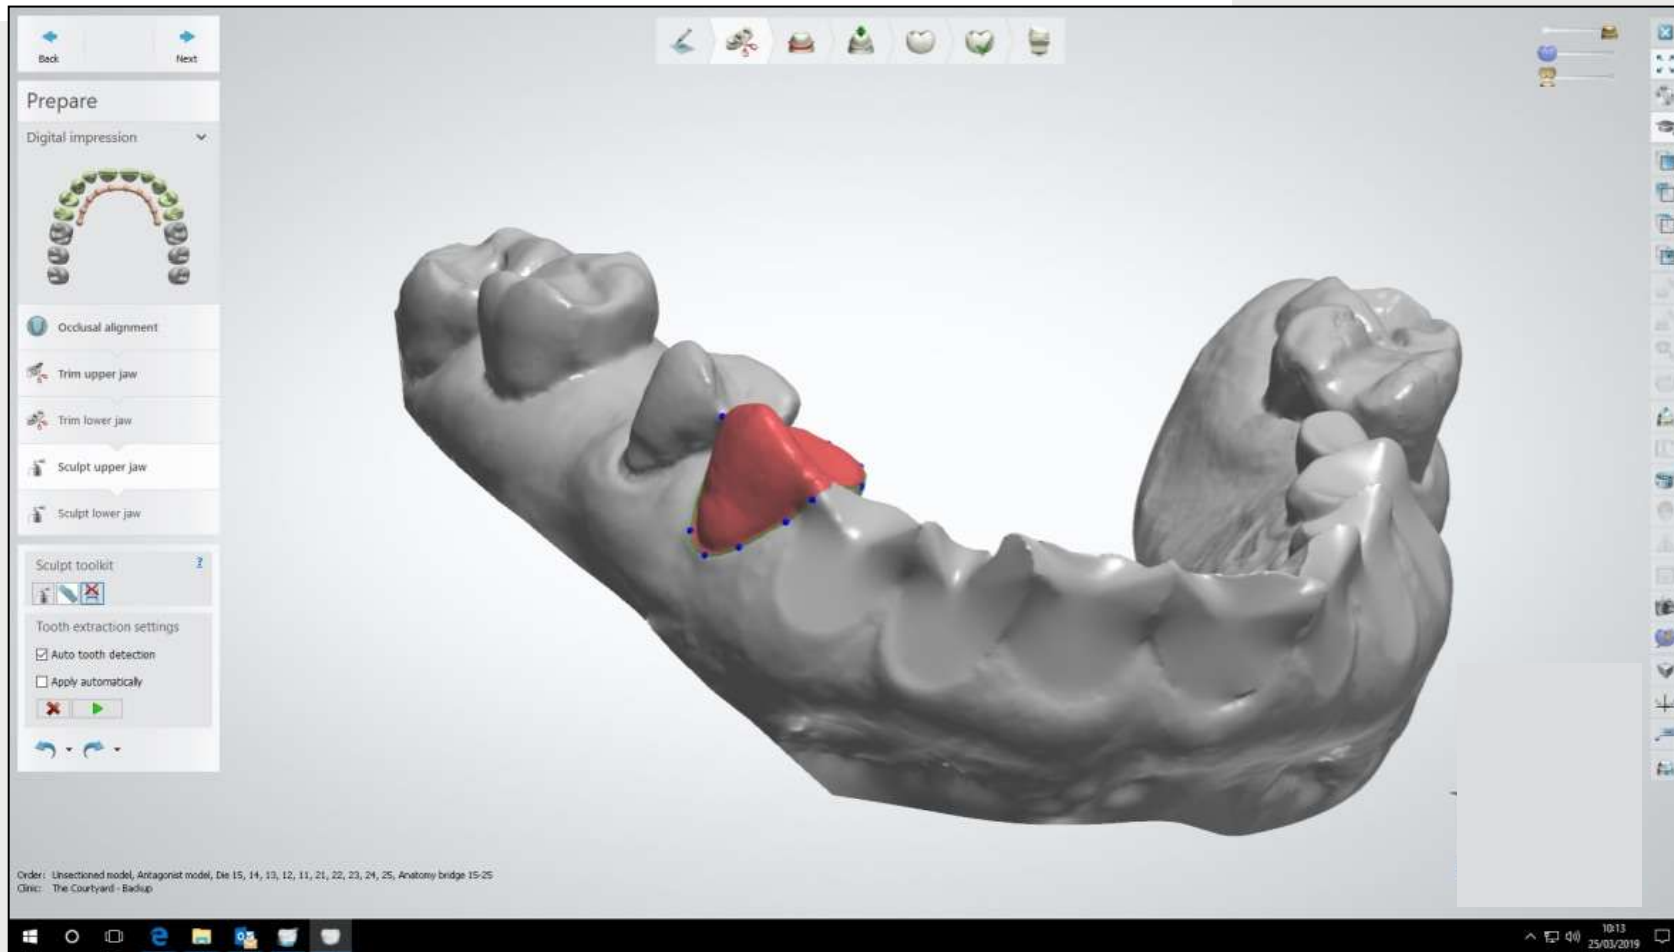 Back
Next
Prepare
Digital impression
Occlusal alignment
Trim upper jaw
Trim lower jaw
Sculpt upper jaw
Sculpt lower jaw
Sculpt toolkit
?
Tooth extraction settings
Auto tooth detection
Apply automatically
Order: Unsectioned model, Antagonist model, Die 15, 14, 13, 12, 11, 21, 22, 23, 24, 25, Anatomy bridge 15-25
Clinic: The Courtyard - Backup
10:13
25/03/2019